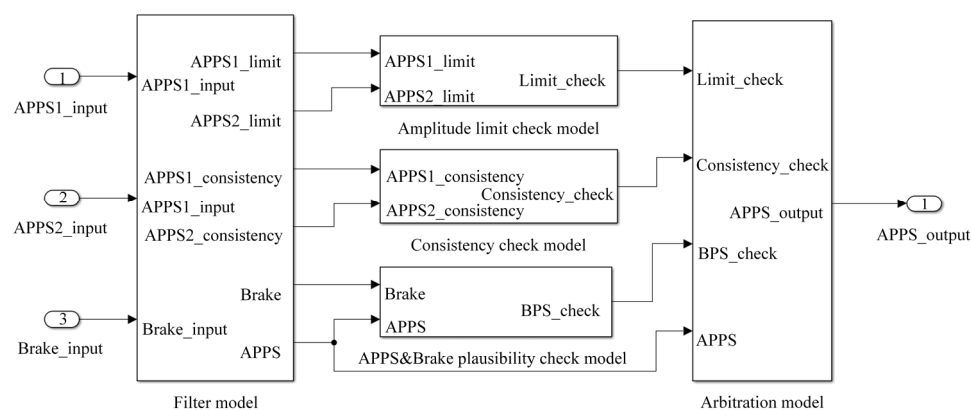 1
APPS1_input
2
APPS2_input
3
Brake_input
APPS1_limit
APPS1_input
APPS2_limit
APPS1_consistency
APPS1_input
APPS2_consistency
Brake
Brake_input
APPS
Filter model
APPS1_limit
Limit_check
APPS2_limit
Amplitude limit check model
APPS1_consistency
Consistency_check
APPS2_consistency
Consistency check model
Brake
BPS_check
APPS
APPS&Brake plausibility check model
Limit_check
Consistency_check
APPS_output
BPS_check
APPS
Arbitration model
1
APPS_output